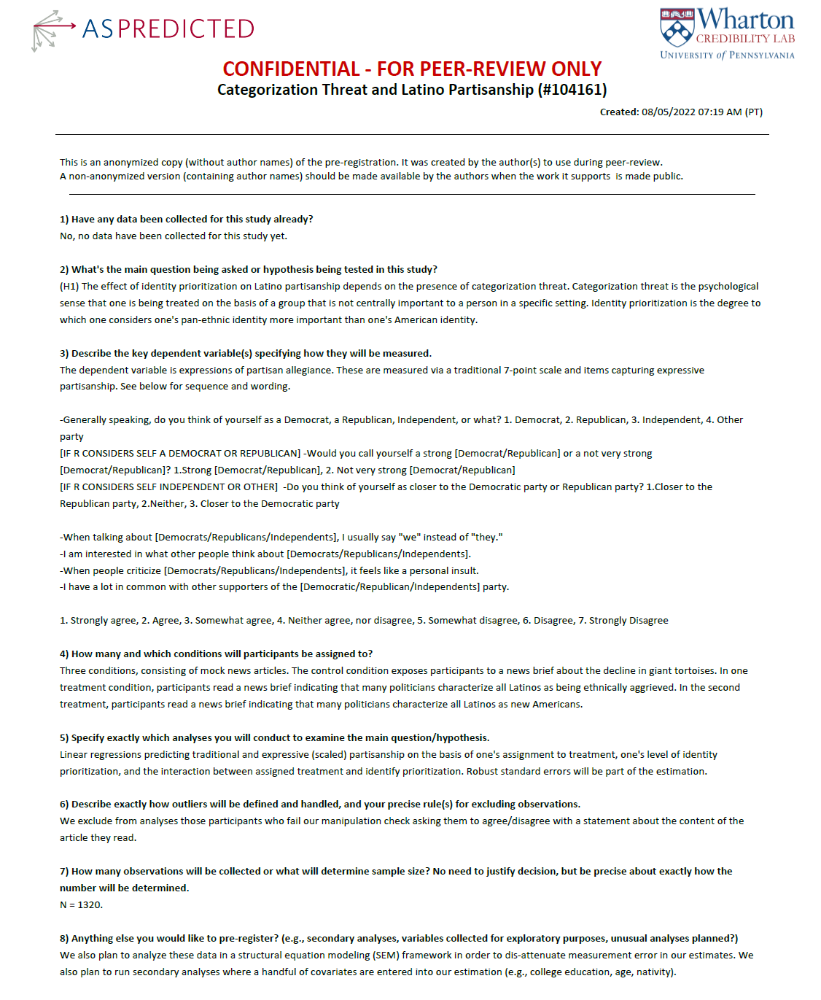 ASPREDICTED
Wharton
CREDIBILITY LAB
UNIVERSITY of PENNSYLVANIA
CONFIDENTIAL - FOR PEER-REVIEW ONLY
Categorization Threat and Latino Partisanship (#104161)
Created: 08/05/2022 07:19 AM (PT)
This is an anonymized copy (without author names) of the pre-registration. It was created by the author(s) to use during peer-review.
A non-anonymized version (containing author names) should be made available by the authors when the work it supports is made public.
1) Have any data been collected for this study already?
No, no data have been collected for this study yet.
2) What's the main question being asked or hypothesis being tested in this study?
(H1) The effect of identity prioritization on Latino partisanship depends on the presence of categorization threat. Categorization threat is the psychological
sense that one is being treated on the basis of a group that is not centrally important to a person in a specific setting. Identity prioritization is the degree to
which one considers one's pan-ethnic identity more important than one's American identity.
3) Describe the key dependent variable(s) specifying how they will be measured.
The dependent variable is expressions of partisan allegiance. These are measured via a traditional 7-point scale and items capturing expressive
partisanship. See below for sequence and wording.
-Generally speaking, do you think of yourself as a Democrat, a Republican, Independent, or what? 1. Democrat, 2. Republican, 3. Independent, 4. Other
party
[IF R CONSIDERS SELF A DEMOCRAT OR REPUBLICAN] -Would you call yourself a strong [Democrat/Republican] or a not very strong
[Democrat/Republican]? 1.Strong [Democrat/Republican], 2. Not very strong [Democrat/Republican]
[IF R CONSIDERS SELF INDEPENDENT OR OTHER] -Do you think of yourself as closer to the Democratic party or Republican party? 1.Closer to the
Republican party, 2.Neither, 3. Closer to the Democratic party
-When talking about [Democrats/Republicans/Independents], I usually say "we" instead of "they."
-I am interested in what other people think about [Democrats/Republicans/Independents].
-When people criticize [Democrats/Republicans/Independents], it feels like a personal insult.
-I have a lot in common with other supporters of the [Democratic/Republican/Independents] party.
1. Strongly agree, 2. Agree, 3. Somewhat agree, 4. Neither agree, nor disagree, 5. Somewhat disagree, 6. Disagree, 7. Strongly Disagree
4) How many and which conditions will participants be assigned to?
Three conditions, consisting of mock news articles. The control condition exposes participants to a news brief about the decline in giant tortoises. In one
treatment condition, participants read a news brief indicating that many politicians characterize all Latinos as being ethnically aggrieved. In the second
treatment, participants read a news brief indicating that many politicians characterize all Latinos as new Americans.
5) Specify exactly which analyses you will conduct to examine the main question/hypothesis.
Linear regressions predicting traditional and expressive (scaled) partisanship on the basis of one's assignment to treatment, one's level of identity
prioritization, and the interaction between assigned treatment and identify prioritization. Robust standard errors will be part of the estimation.
6) Describe exactly how outliers will be defined and handled, and your precise rule(s) for excluding observations.
We exclude from analyses those participants who fail our manipulation check asking them to agree/disagree with a statement about the content of the
article they read.
7) How many observations will be collected or what will determine sample size? No need to justify decision, but be precise about exactly how the
number will be determined.
N = 1320.
8) Anything else you would like to pre-register? (e.g., secondary analyses, variables collected for exploratory purposes, unusual analyses planned?)
We also plan to analyze these data in a structural equation modeling (SEM) framework in order to dis-attenuate measurement error in our estimates. We
also plan to run secondary analyses where a handful of covariates are entered into our estimation (e.g., college education, age, nativity).